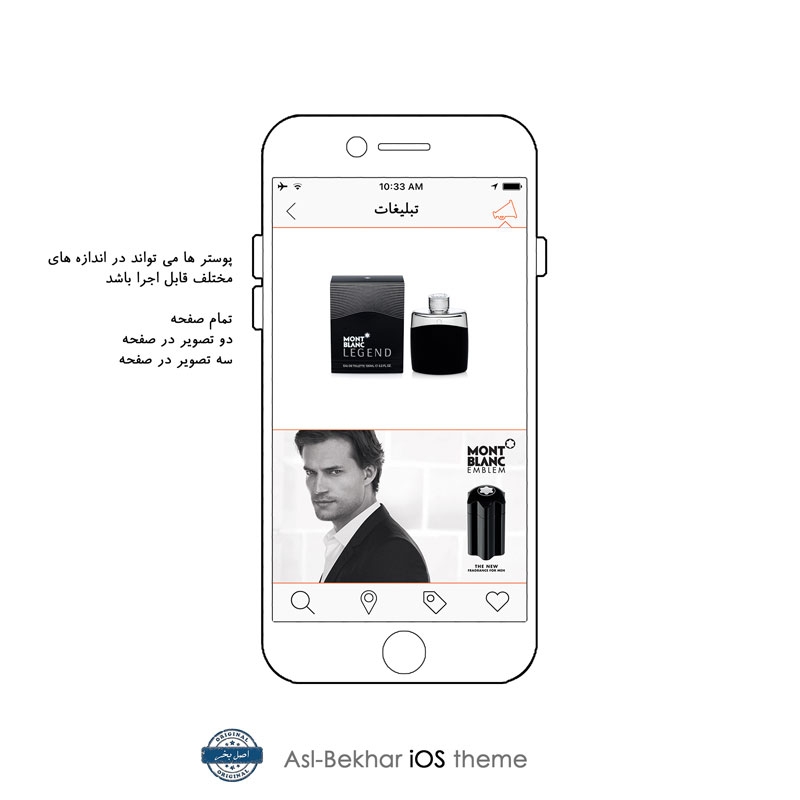 10:33 AM
تبلیغات
پوستر ها می تواند در اندازه های
مختلف قابل اجرا باشد
تمام صفحه
دو تصویر در صفحه
سه تصویر در صفحه
MONT
BLANC
LEGEND
MONT
BLANC
EMBLEM
THE NEW
FRAGRANCE FOR MEN
ORIGINAL
اصل بخر
ORIGINAL
Asl-Bekhar iOS theme